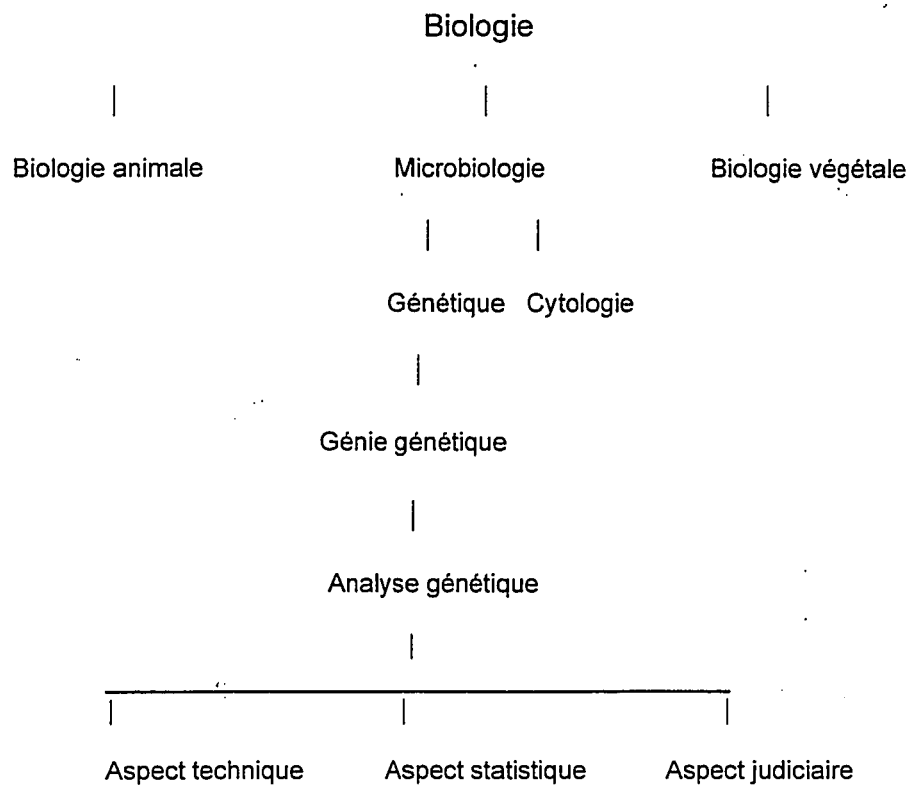 Biologie
Biologie animale Microbiologie Biologie végétale
Génétique Cytologie
Génie génétique
Analyse génétique
Aspect technique Aspect statistique Aspect judiciaire